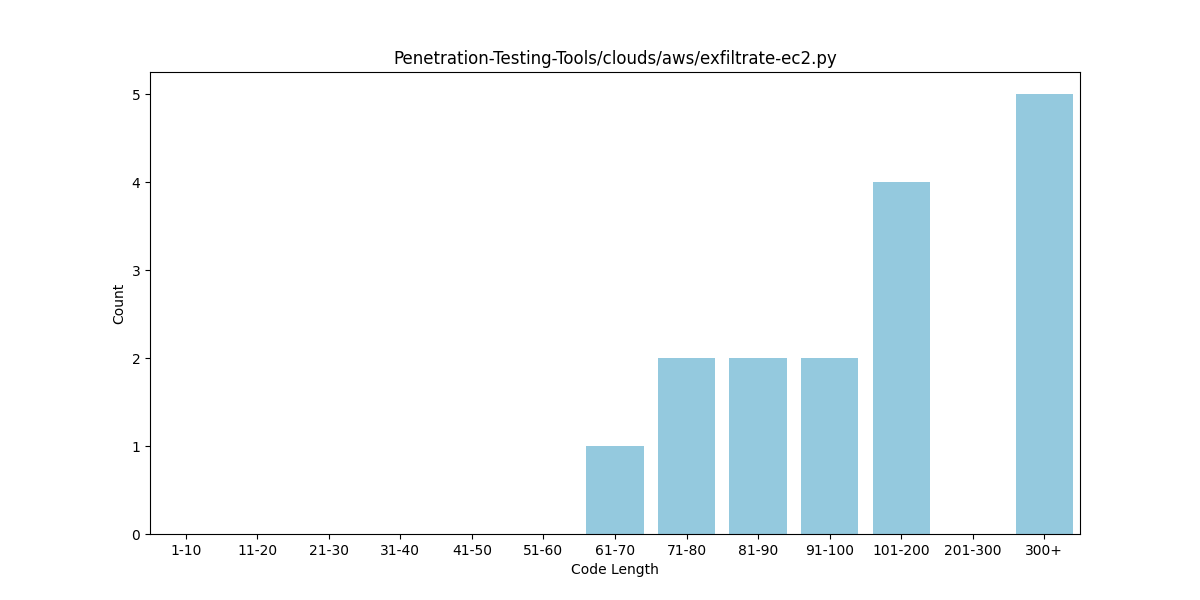 Penetration-Testing-Tools/clouds/aws/exfiltrate-ec2.py
5
4
3
2
1
0
Count
1-10 11-20 21-30 31-40 41-50 51-60 61-70 71-80 81-90 91-100 101-200 201-300 300+
Code Length